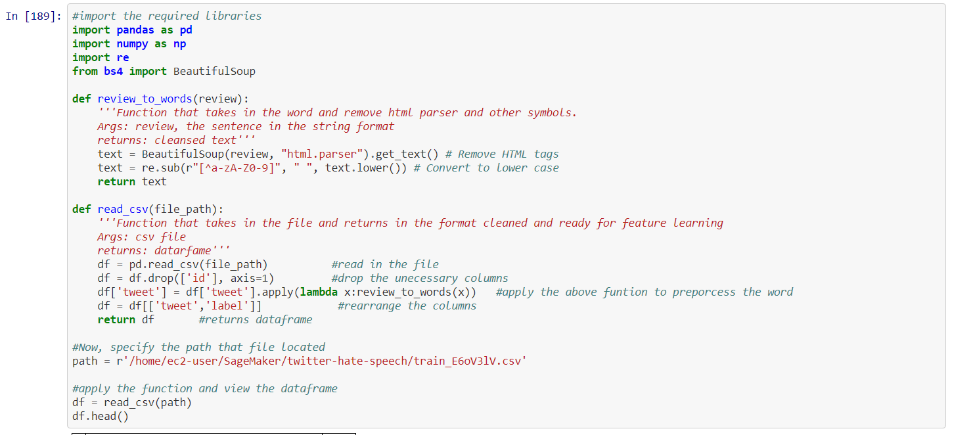 In [189]: #import the required libraries
import pandas as pd
import numpy as np
import re
from bs4 import BeautifulSoup
def review_to_words(review):
'''Function that takes in the word and remove html parser and other symbols.
Args: review, the sentence in the string format
returns: cleansed text'''
text = BeautifulSoup(review, "html.parser").get_text() # Remove HTML tags
text = re.sub(r"[^a-zA-Z0-9]", " ", text.lower()) # Convert to lower case
return text
def read_csv(file_path):
'''Function that takes in the file and returns in the format cleaned and ready for feature learning
Args: csv file
returns: datarfame'''
df = pd.read_csv(file_path) #read in the file
df = df.drop(['id'], axis=1) #drop the unecessary columns
df['tweet'] = df['tweet'].apply(lambda x:review_to_words(x)) #apply the above funtion to preporcess the word
df = df[['tweet','label']] #rearrange the columns
return df #returns dataframe
#Now, specify the path that file located
path = r'/home/ec2-user/SageMaker/twitter-hate-speech/train_E6oV3lV.csv'
#apply the function and view the dataframe
df = read_csv(path)
df.head()